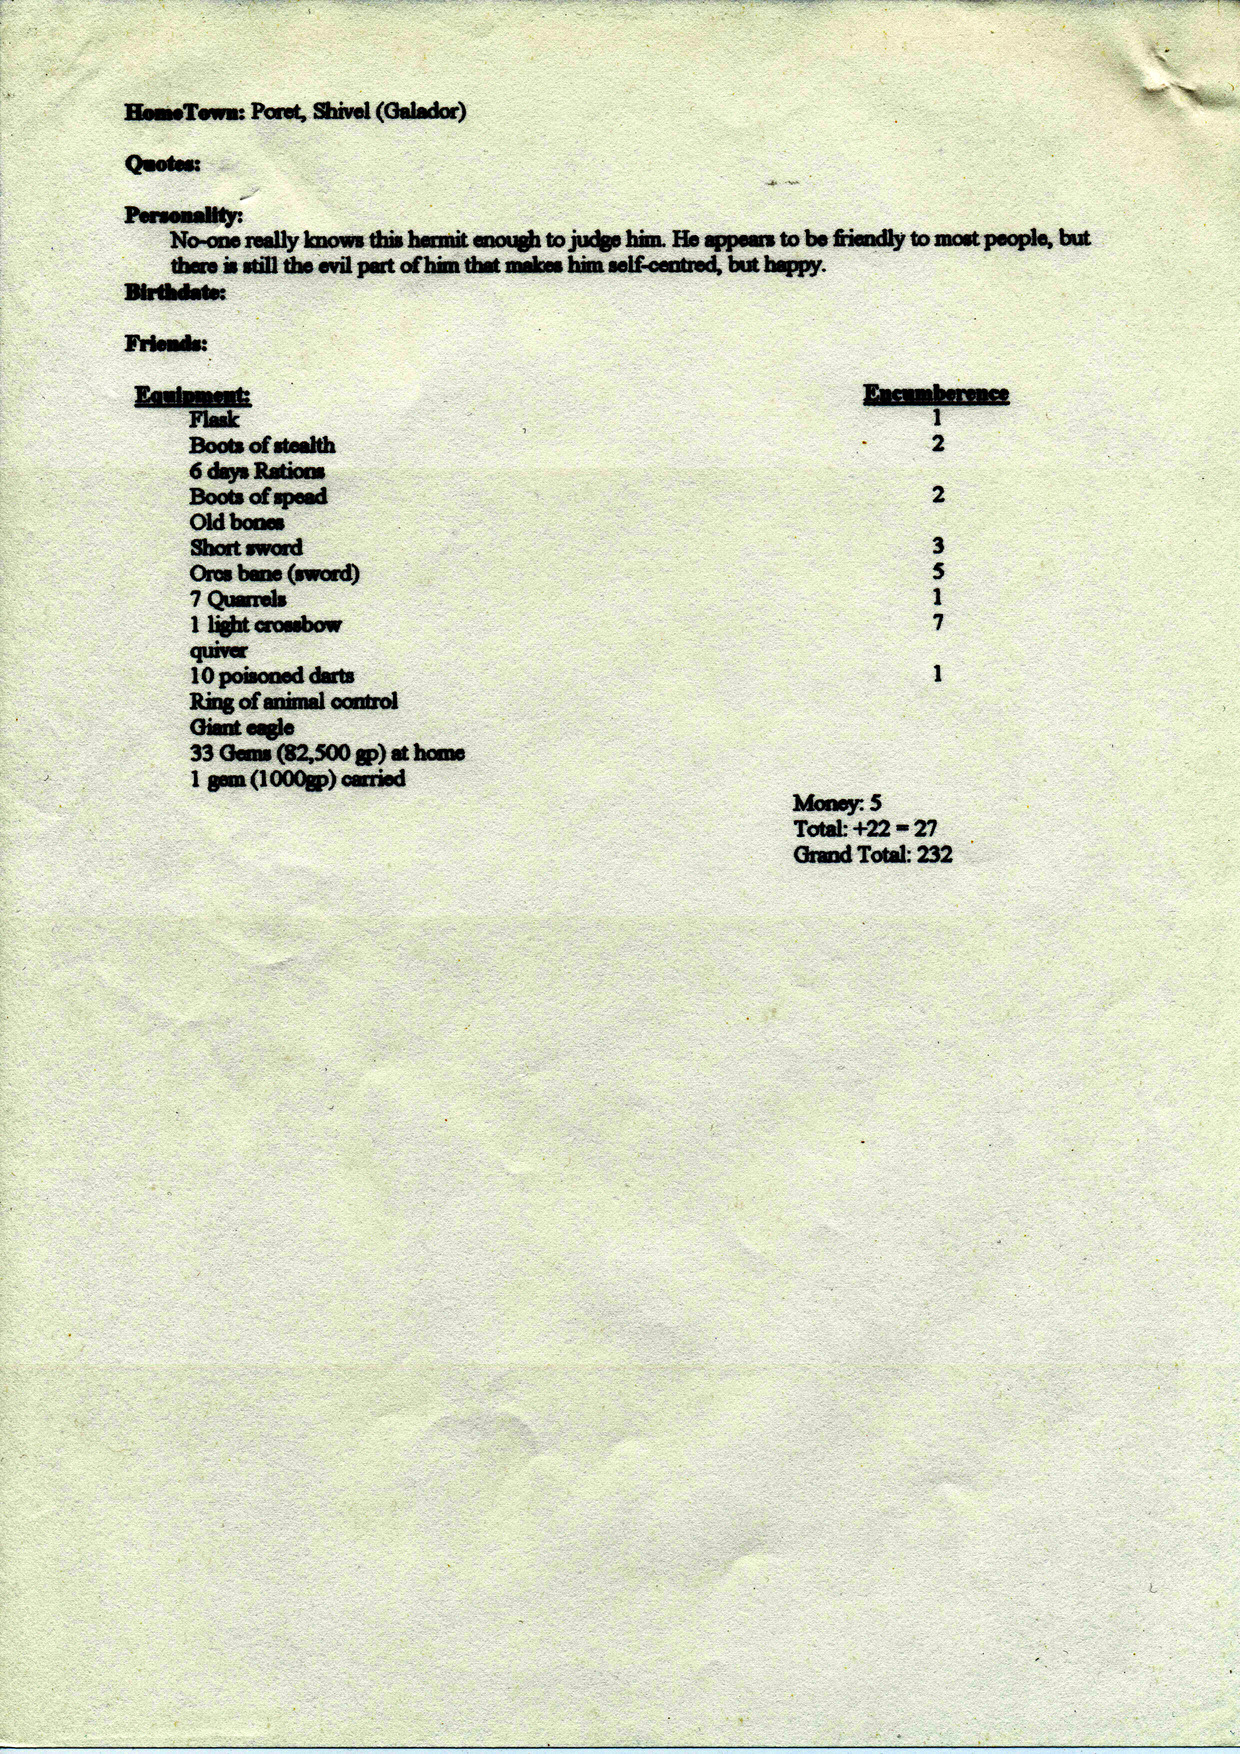 HomeTown: Poret, Shivel (Galador)
Quotes:
Personality:
No-one really knows this hermit enough to judge him. He appears to be friendly to most people, but
there is still the evil part of him that makes him self-centred, but happy.
Birthdate:
Friends:
Equipment: Encumberence
Flask 1
Boots of stealth 2
6 days Rations
Boots of spead 2
Old bones
Short sword 3
Orcs bane (sword) 5
7 Quarrels 1
1 light crossbow 7
quiver
10 poisoned darts 1
Ring of animal control
Giant eagle
33 Gems (82,500 gp) at home
1 gem (1000gp) carried
Money: 5
Total: +22 = 27
Grand Total: 232